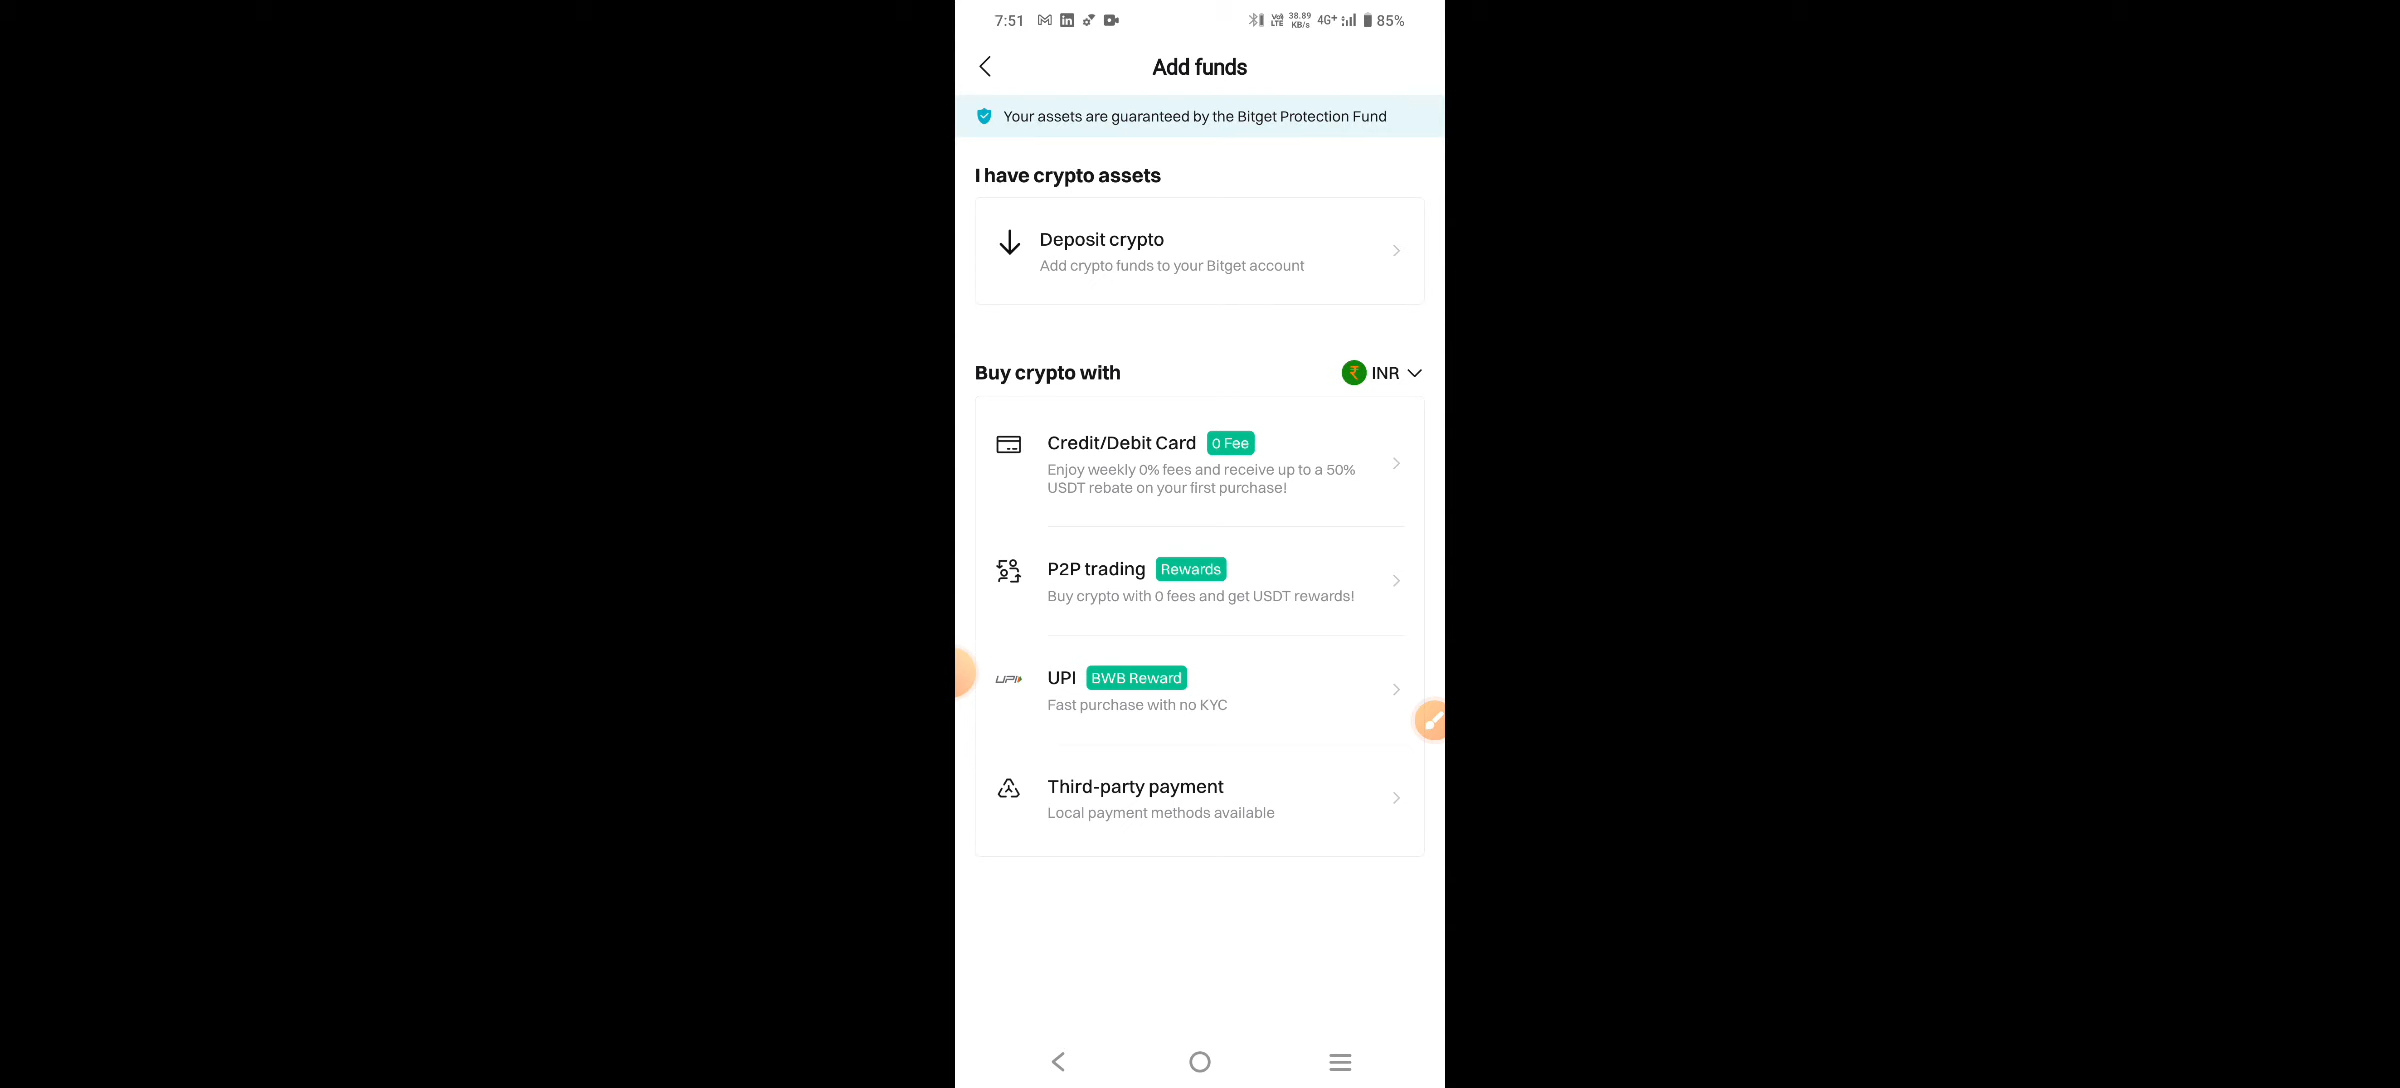 7:51
VoLTE 38.89 KB/s 4G+ 85%
Add funds
Your assets are guaranteed by the Bitget Protection Fund
I have crypto assets
Deposit crypto
Add crypto funds to your Bitget account
Buy crypto with
₹ INR
Credit/Debit Card 0 Fee
Enjoy weekly 0% fees and receive up to a 50%
USDT rebate on your first purchase!
P2P trading Rewards
Buy crypto with 0 fees and get USDT rewards!
UPI UPI BWB Reward
Fast purchase with no KYC
Third-party payment
Local payment methods available